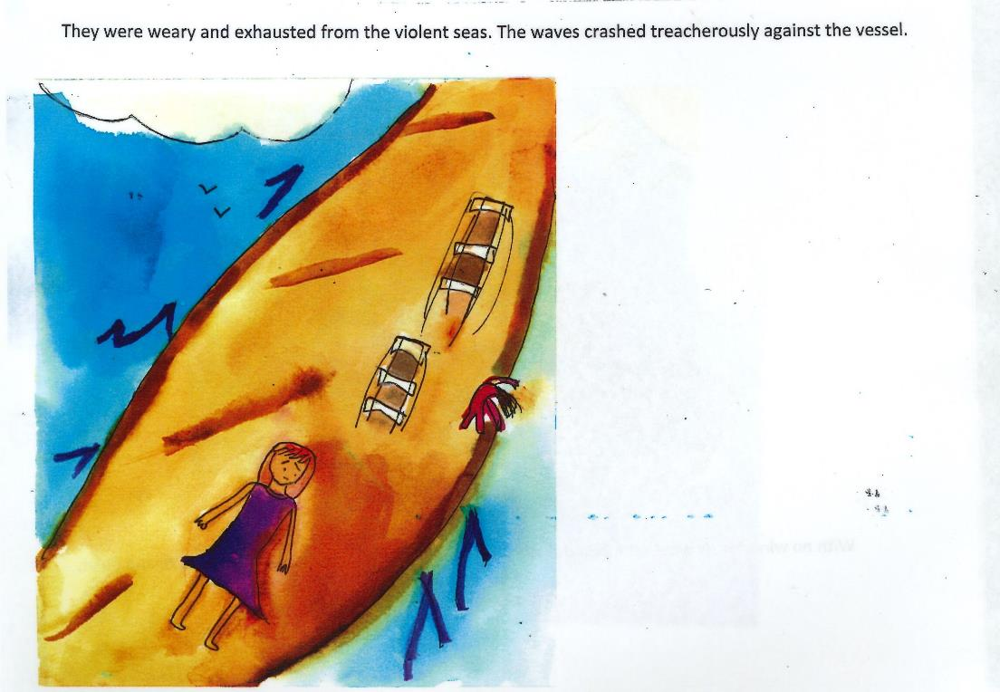 They were weary and exhausted from the violent seas. The waves crashed treacherously against the vessel.